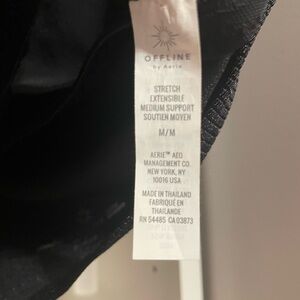 OFFLINE
by Aerie
STRETCH
EXTENSIBLE
MEDIUM SUPPORT
SOUTIEN MOYEN
M/M
AERIE™ AEO
MANAGEMENT CO.
NEW YORK, NY
10016 USA
MADE IN THAILAND
FABRIQUÉ EN
THAÏLANDE
RN 54485 CA 03873